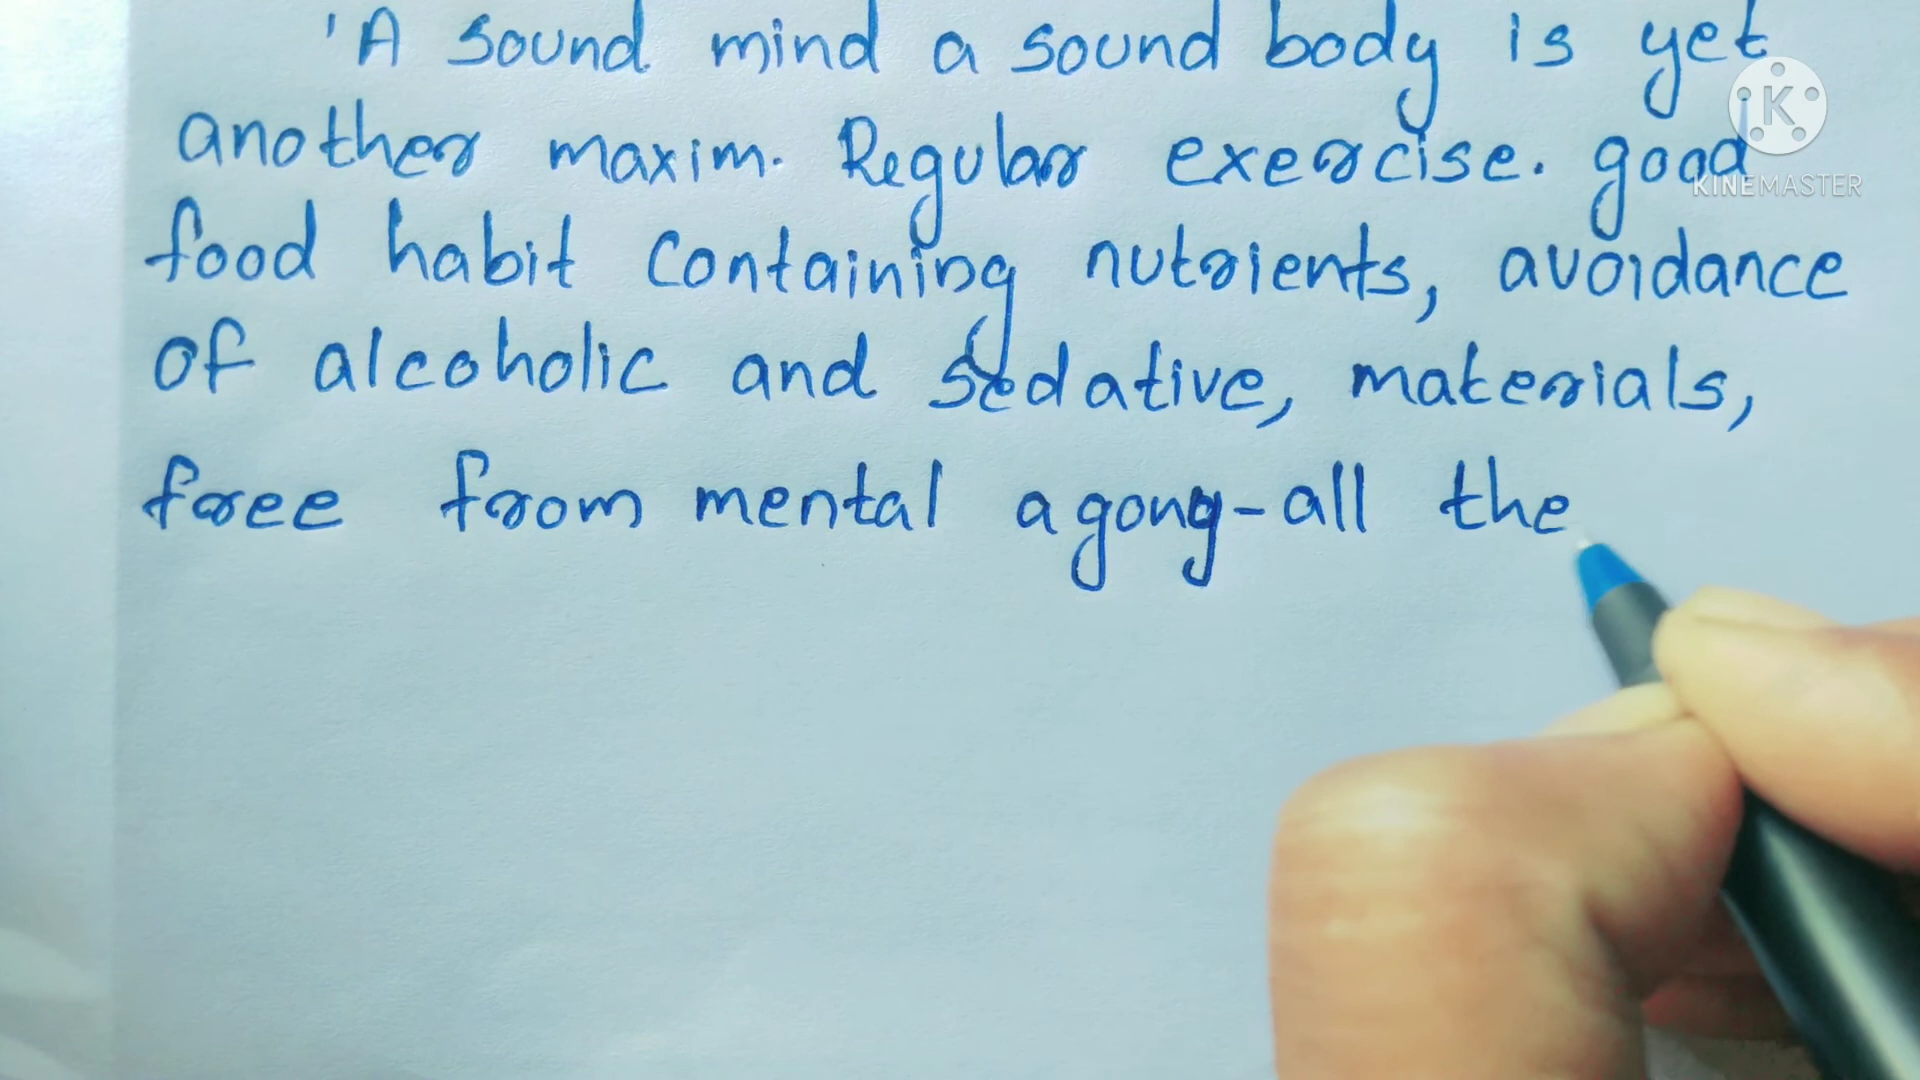 'A sound mind a sound body is yet
another maxim. Regular exercise. good
food habit containing nutrients, avoidance
of alcoholic and sedative, materials,
free from mental agony-all the
K
KINEMASTER